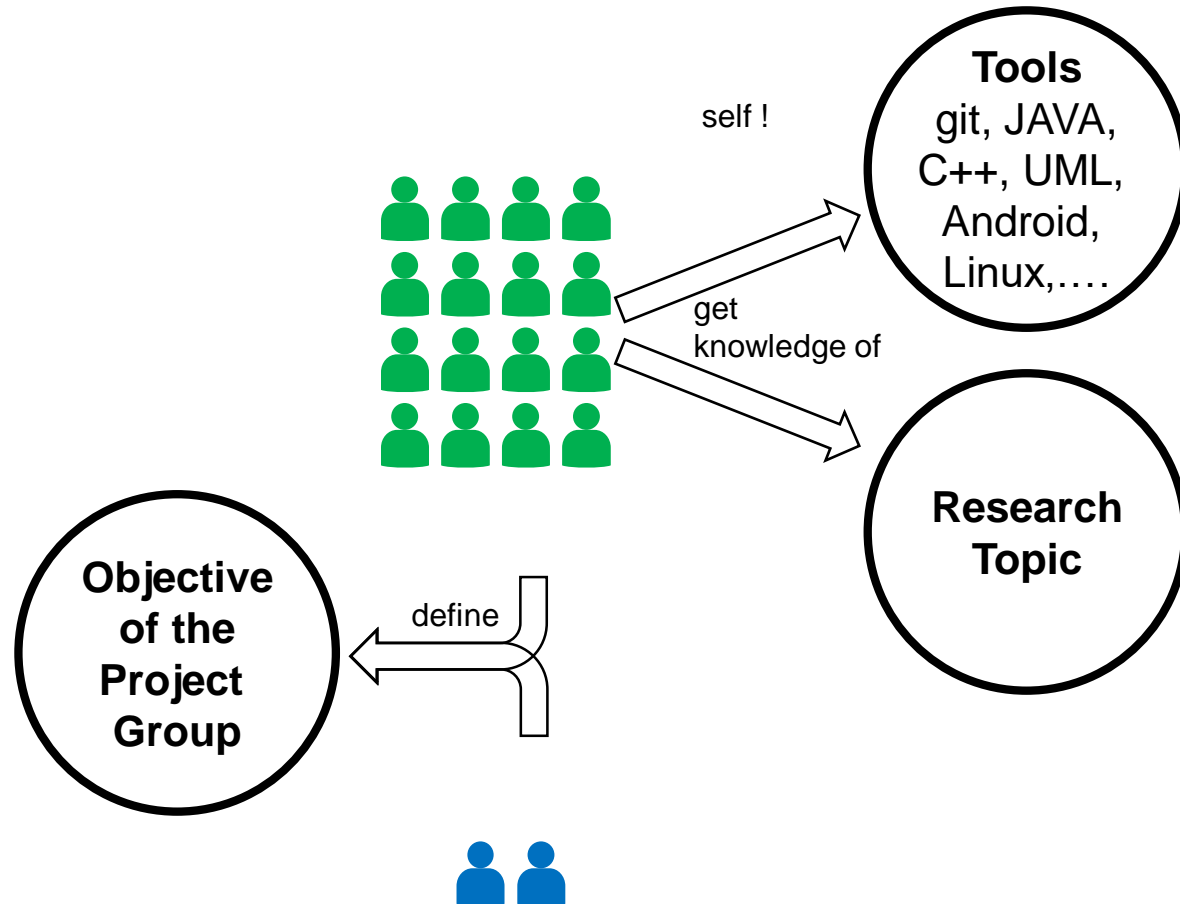 Tools
git, JAVA,
C++, UML,
Android,
Linux,….
self !
get
knowledge of
Research
Topic
Objective
of the
Project
Group
define